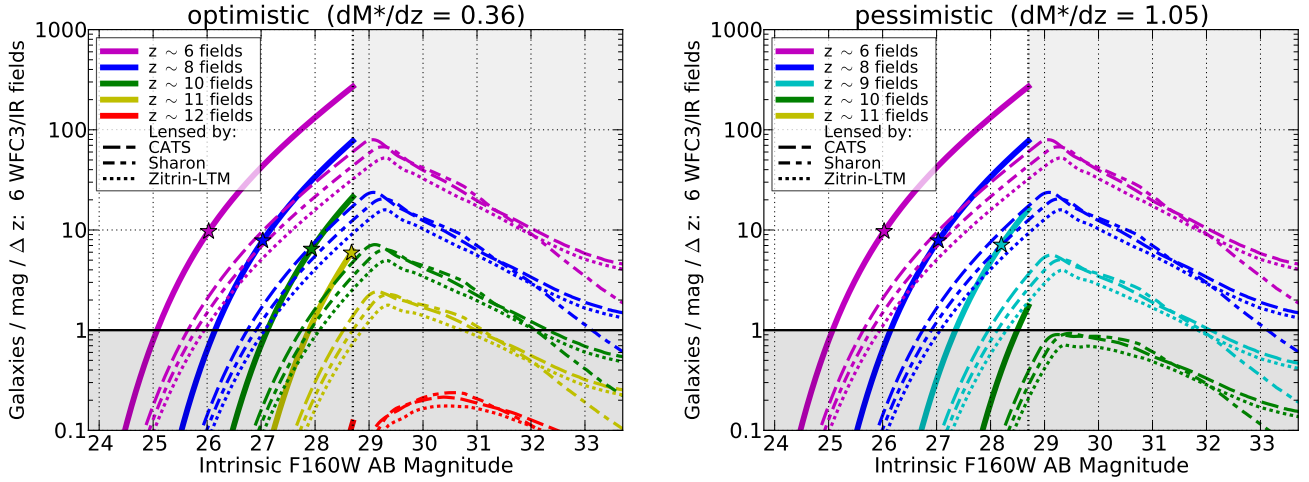 optimistic (dM*/dz = 0.36)
Galaxies / mag / Δ z: 6 WFC3/IR fields
1000
100
10
1
0.1
z ~ 6 fields
z ~ 8 fields
z ~ 10 fields
z ~ 11 fields
z ~ 12 fields
Lensed by:
CATS
Sharon
Zitrin-LTM
24 25 26 27 28 29 30 31 32 33
Intrinsic F160W AB Magnitude
pessimistic (dM*/dz = 1.05)
Galaxies / mag / Δ z: 6 WFC3/IR fields
1000
100
10
1
0.1
z ~ 6 fields
z ~ 8 fields
z ~ 9 fields
z ~ 10 fields
z ~ 11 fields
Lensed by:
CATS
Sharon
Zitrin-LTM
24 25 26 27 28 29 30 31 32 33
Intrinsic F160W AB Magnitude